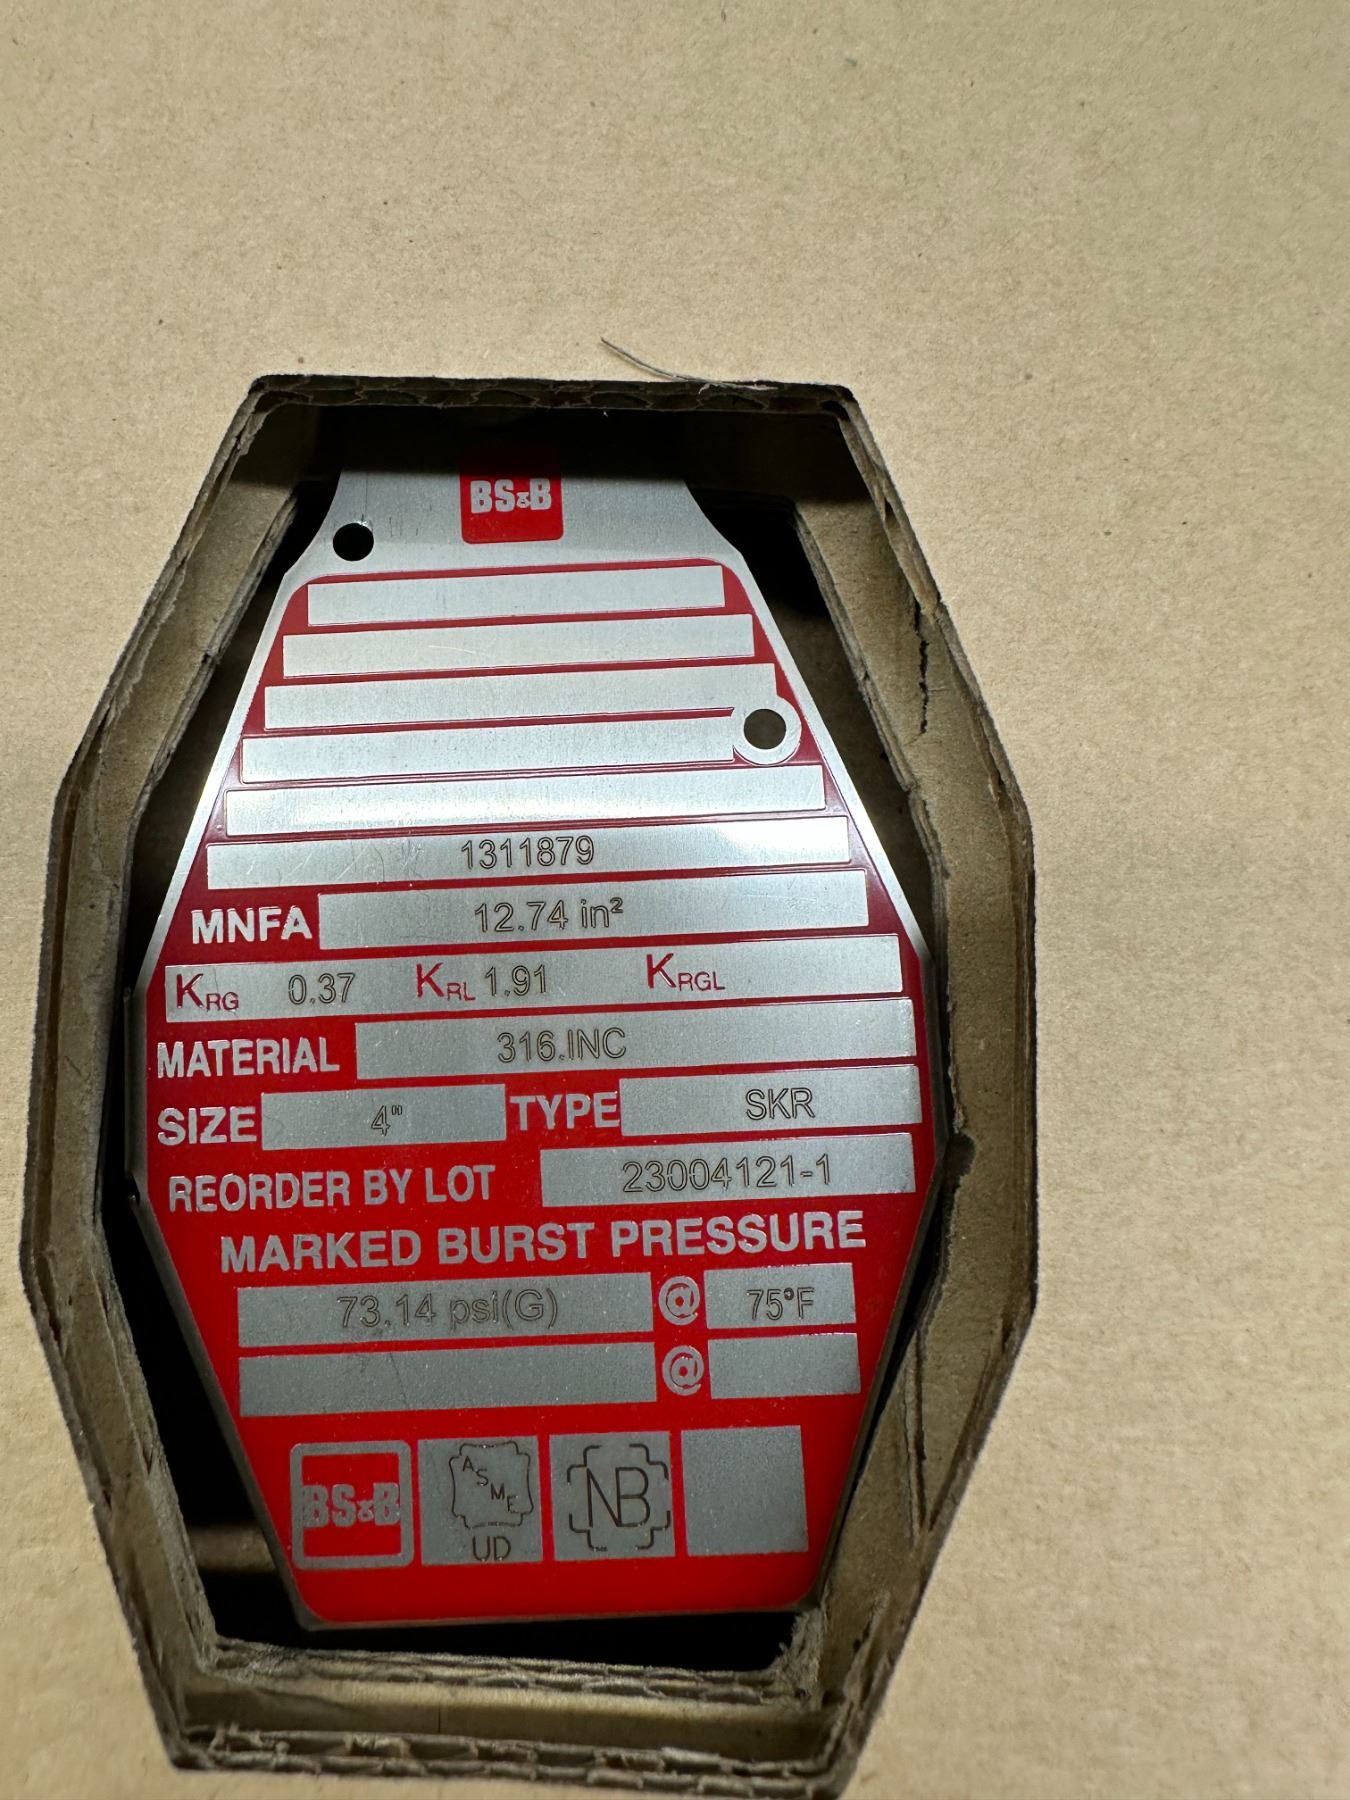 BS&B
1311879
MNFA 12.74 in²
KRG 0.37 KRL 1.91 KRGL
MATERIAL 316.INC
SIZE 4" TYPE SKR
REORDER BY LOT 23004121-1
MARKED BURST PRESSURE
73.14 psi(G) @ 75°F
@
BS&B ASME NB
UD